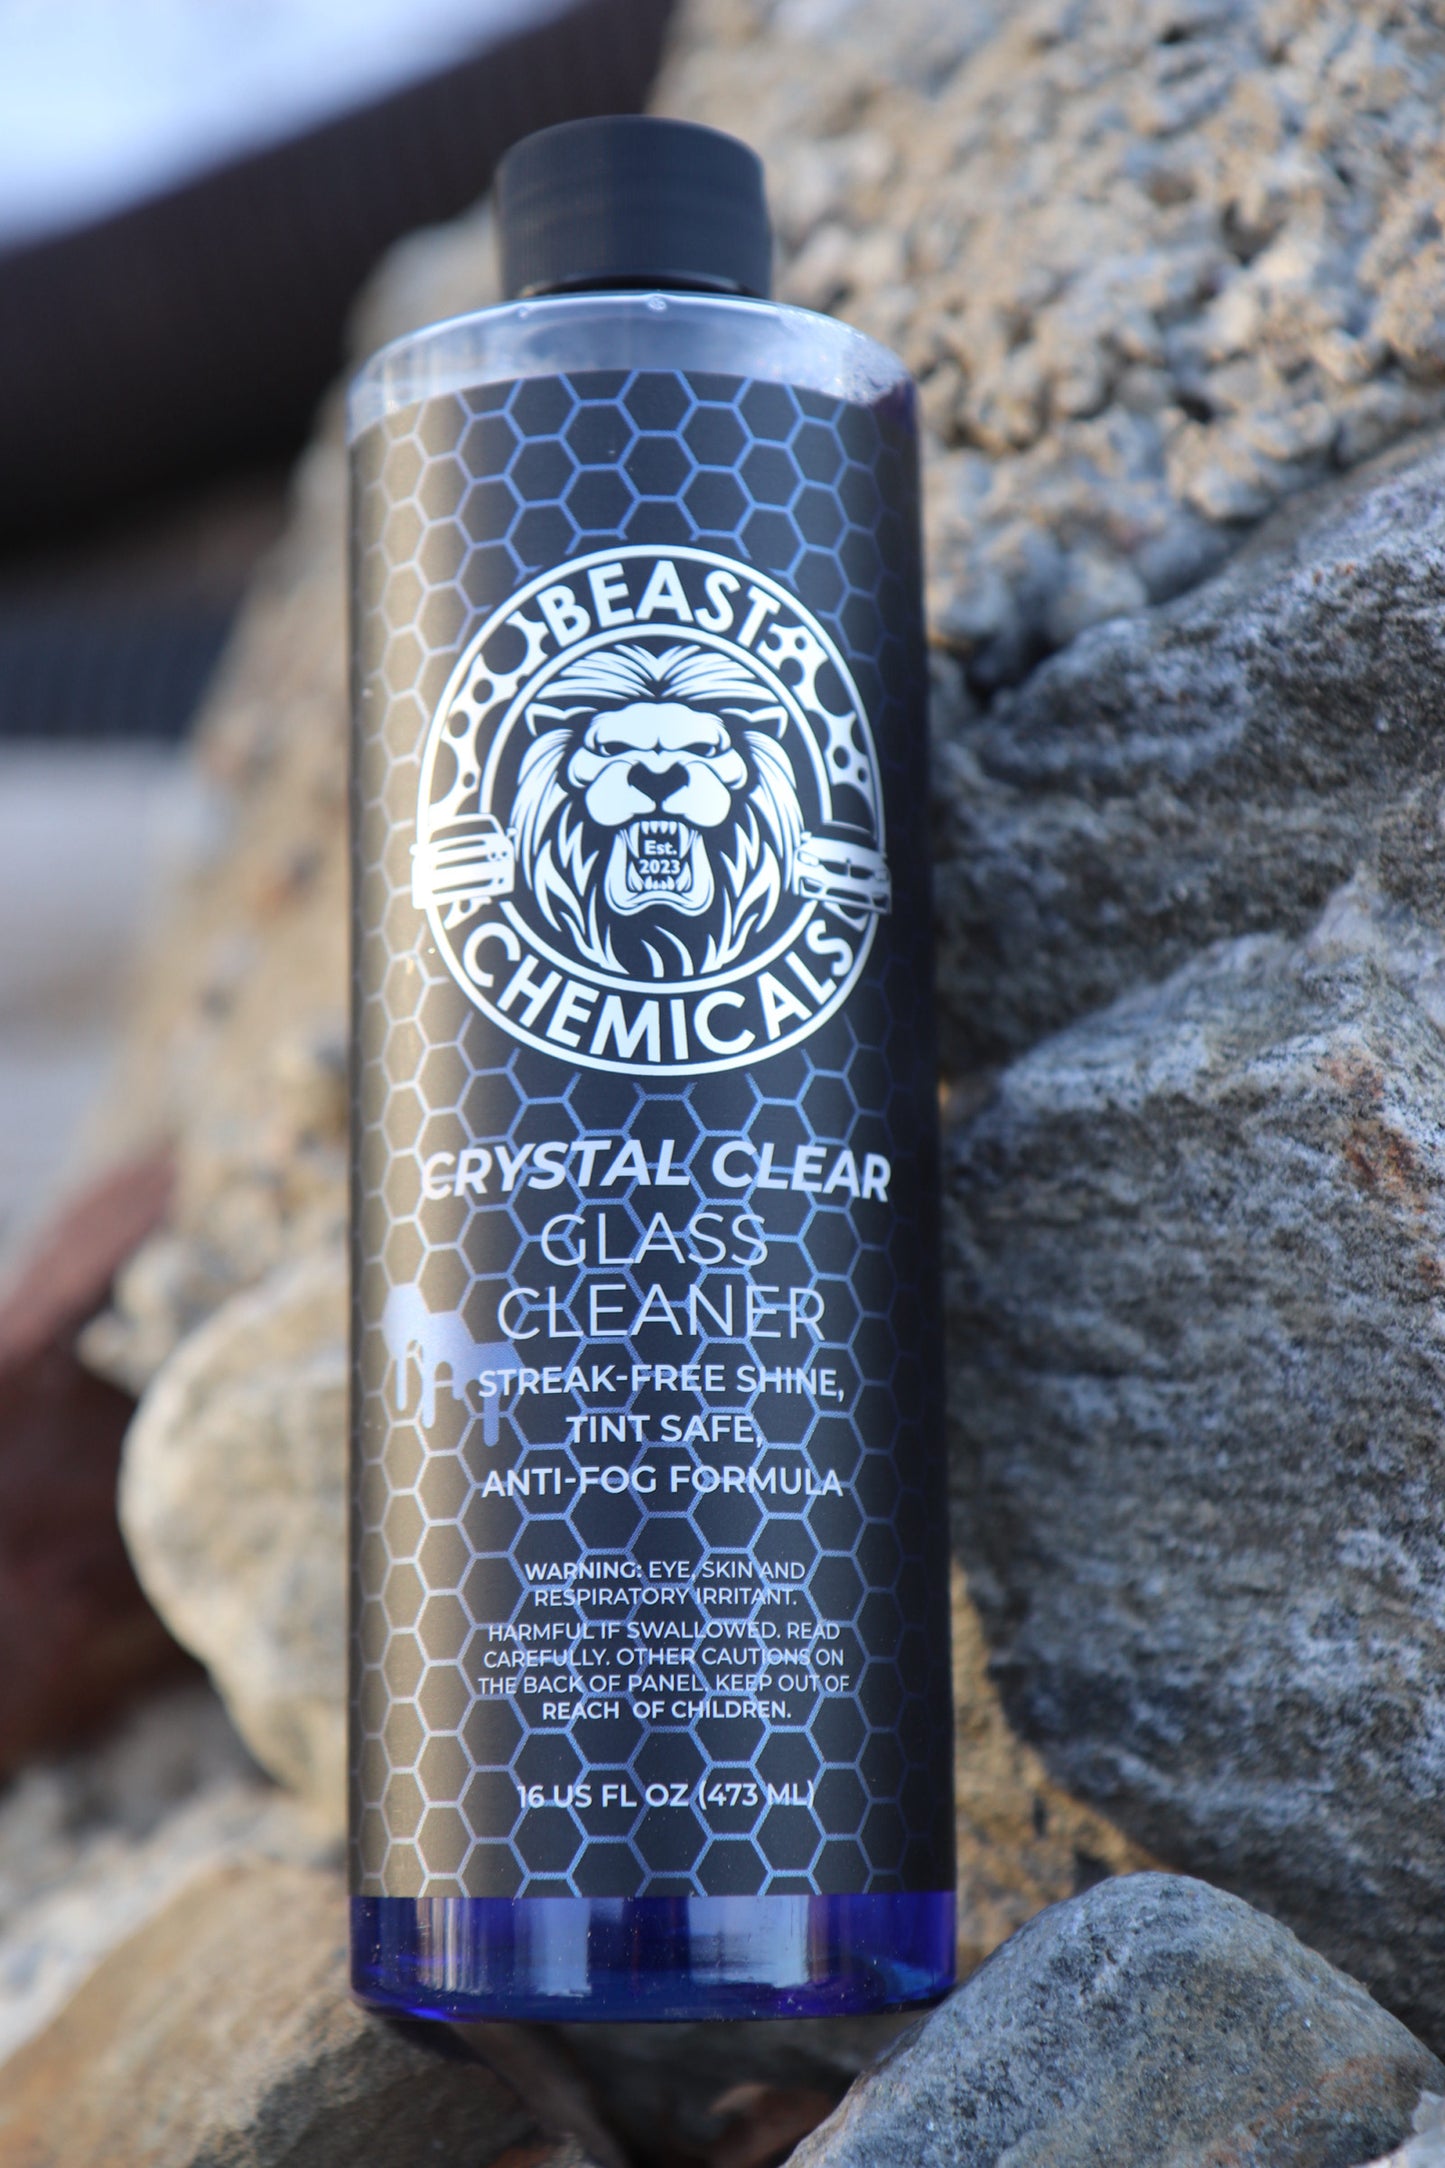 BEAST
Est.
2023
CHEMICALS
CRYSTAL CLEAR
GLASS
CLEANER
STREAK-FREE SHINE,
TINT SAFE,
ANTI-FOG FORMULA
WARNING: EYE, SKIN AND
RESPIRATORY IRRITANT.
HARMFUL IF SWALLOWED. READ
CAREFULLY. OTHER CAUTIONS ON
THE BACK OF PANEL. KEEP OUT OF
REACH OF CHILDREN.
16 US FL OZ (473 ML)